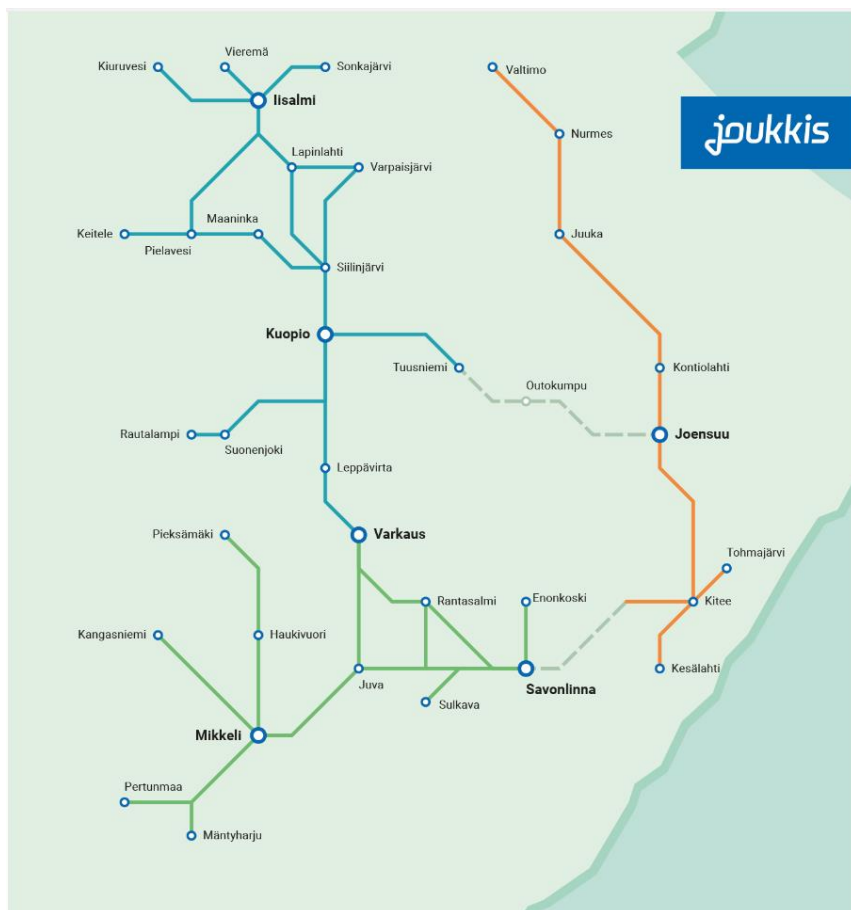 Vieremä
Kiuruvesi
Sonkajärvi
Valtimo
Iisalmi
joukkis
Nurmes
Lapinlahti
Varpaisjärvi
Maaninka
Keitele
Juuka
Pielavesi
Siilinjärvi
Kuopio
Tuusniemi
Kontiolahti
Outokumpu
Rautalampi
Joensuu
Suonenjoki
Leppävirta
Pieksämäki
Varkaus
Tohmajärvi
Rantasalmi
Enonkoski
Kitee
Kangasniemi
Haukivuori
Kesälahti
Juva
Savonlinna
Sulkava
Mikkeli
Pertunmaa
Mäntyharju